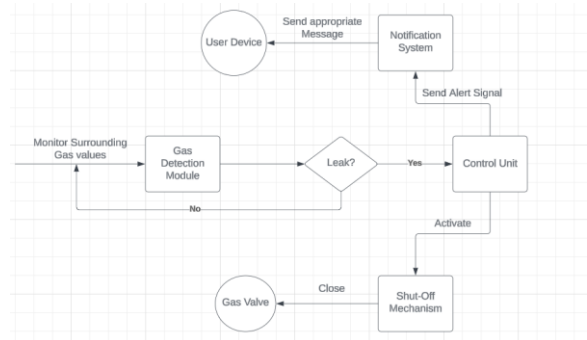 Send appropriate
Message
User Device
Notification
System
Send Alert Signal
Monitor Surrounding
Gas values
Gas
Detection
Module
Leak?
Yes
Control Unit
No
Activate
Gas Valve
Close
Shut-Off
Mechanism